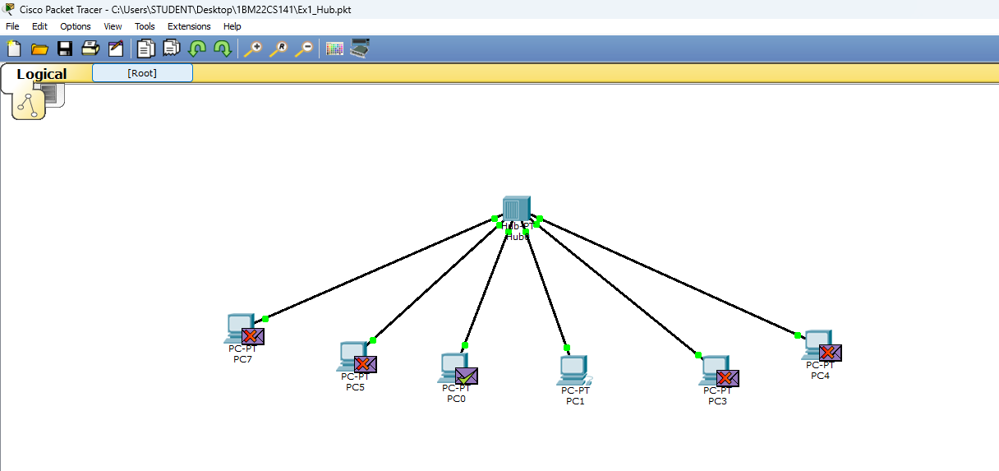 Cisco Packet Tracer - C:\Users\STUDENT\Desktop\1BM22CS141\Ex1_Hub.pkt
File Edit Options View Tools Extensions Help
Logical [Root]
Hub-PT
PC-PT
PC7
PC-PT
PC5
PC-PT
PC0
PC-PT
PC1
PC-PT
PC3
PC-PT
PC4